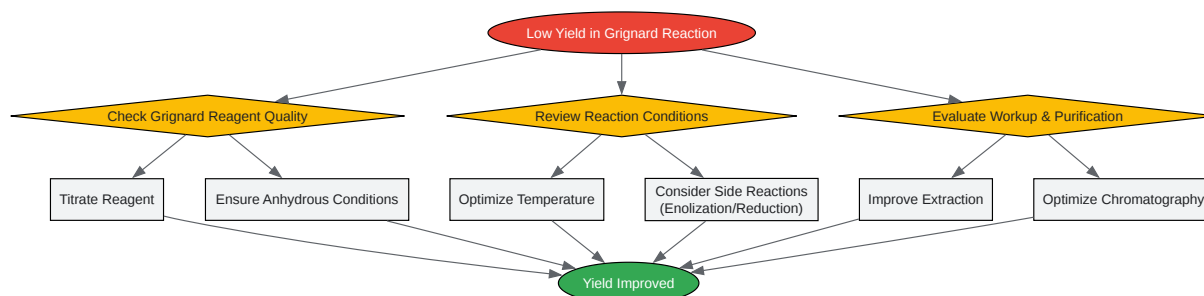 Low Yield in Grignard Reaction
Check Grignard Reagent Quality
Review Reaction Conditions
Evaluate Workup & Purification
Titrate Reagent
Ensure Anhydrous Conditions
Optimize Temperature
Consider Side Reactions
(Enolization/Reduction)
Improve Extraction
Optimize Chromatography
Yield Improved